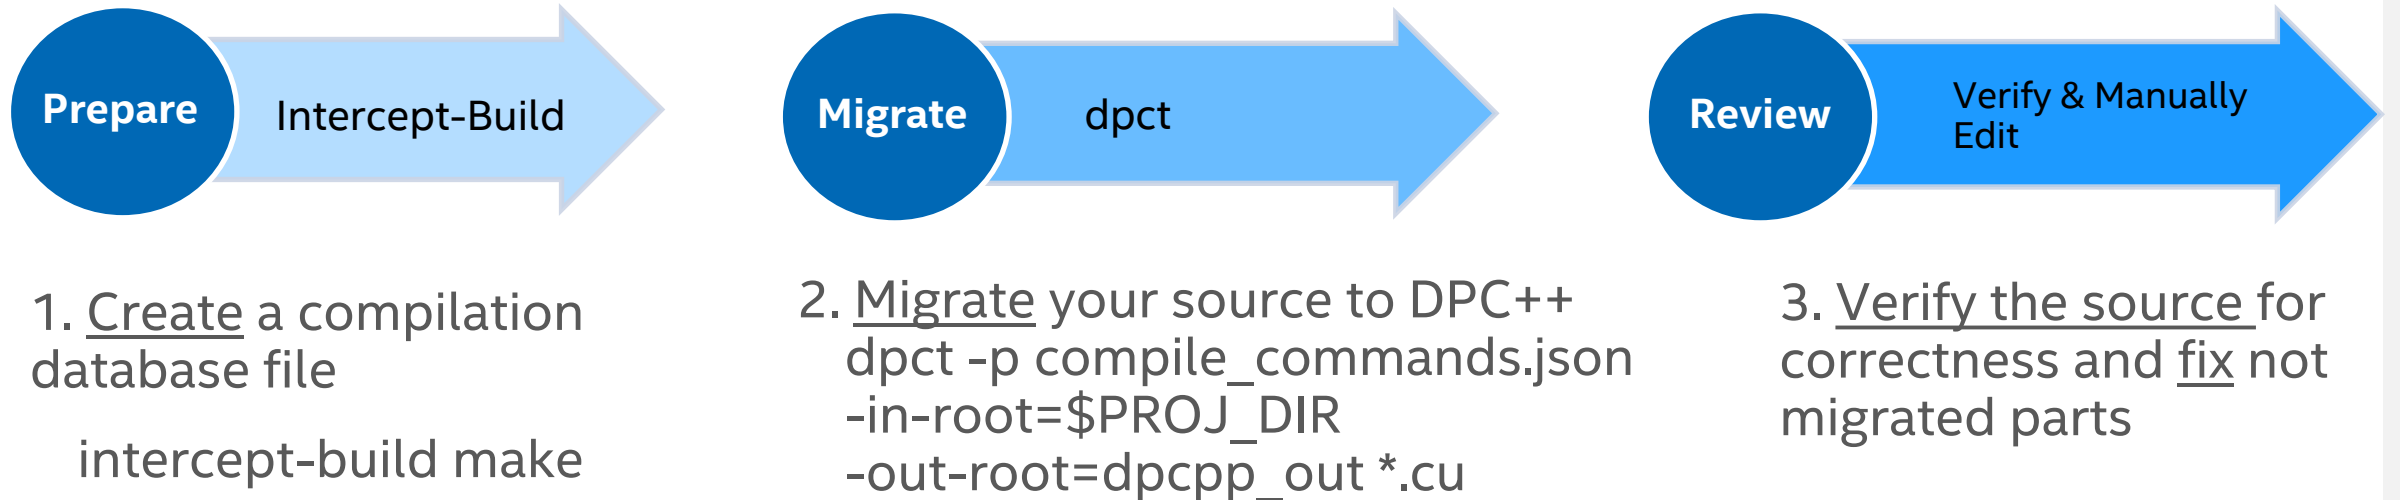 Prepare
Intercept-Build
Migrate
dpct
Review
Verify & Manually
Edit
1. Create a compilation
database file
intercept-build make
2. Migrate your source to DPC++
dpct -p compile_commands.json
-in-root=$PROJ_DIR
-out-root=dpcpp_out *.cu
3. Verify the source for
correctness and fix not
migrated parts